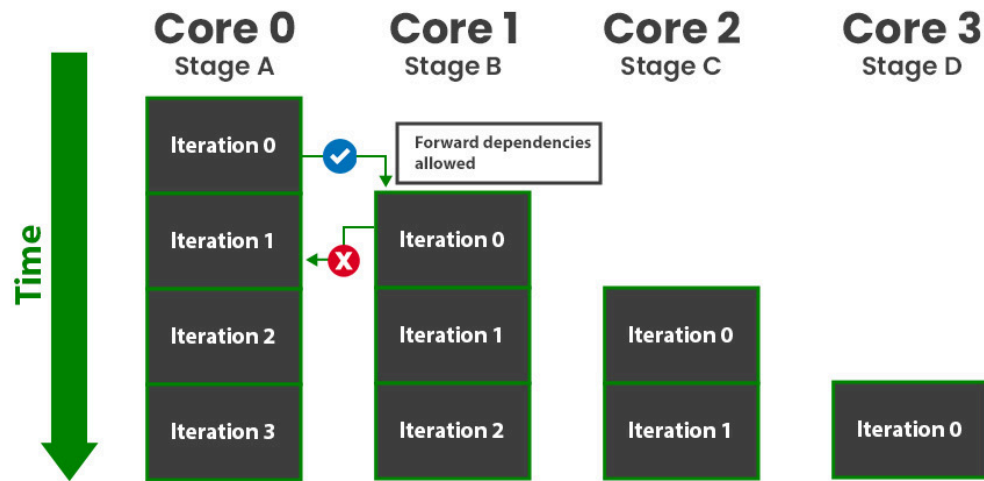 Core 0
Stage A
Core 1
Stage B
Core 2
Stage C
Core 3
Stage D
Time
Iteration 0
Forward dependencies
allowed
Iteration 1
X
Iteration 0
Iteration 2
Iteration 1
Iteration 0
Iteration 3
Iteration 2
Iteration 1
Iteration 0